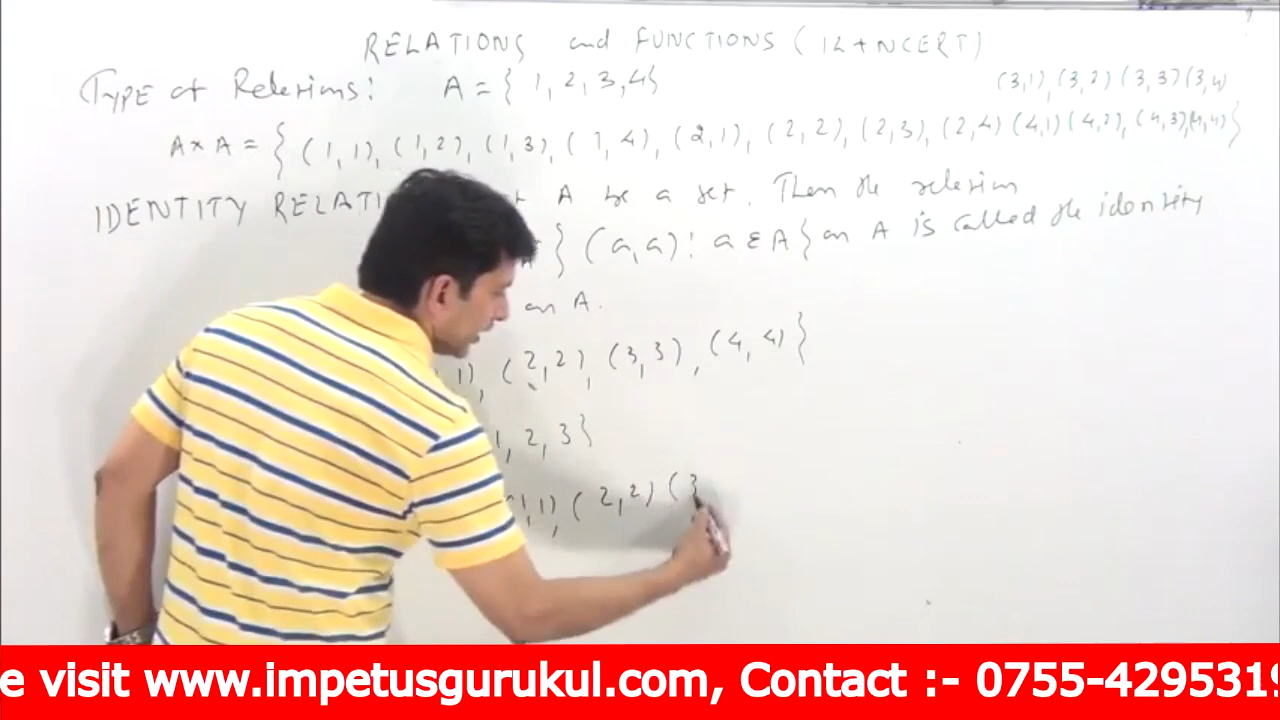 RELATIONS and FUNCTIONS (12th NCERT)
Type of Relations: A = { 1, 2, 3, 4}
(3,1), (3,2) (3,3) (3,4)
A × A = { (1,1), (1,2), (1,3), (1,4), (2,1), (2,2), (2,3), (2,4) (4,1) (4,2), (4,3), (4,4) }
IDENTITY RELATI A be a set. Then the relation
} (a,a) : a ∈ A } on A is called the identity
on A.
1), (2,2), (3,3), (4,4) }
1, 2, 3 }
(1,1), (2,2) (3
e visit www.impetusgurukul.com, Contact :- 0755-4295319